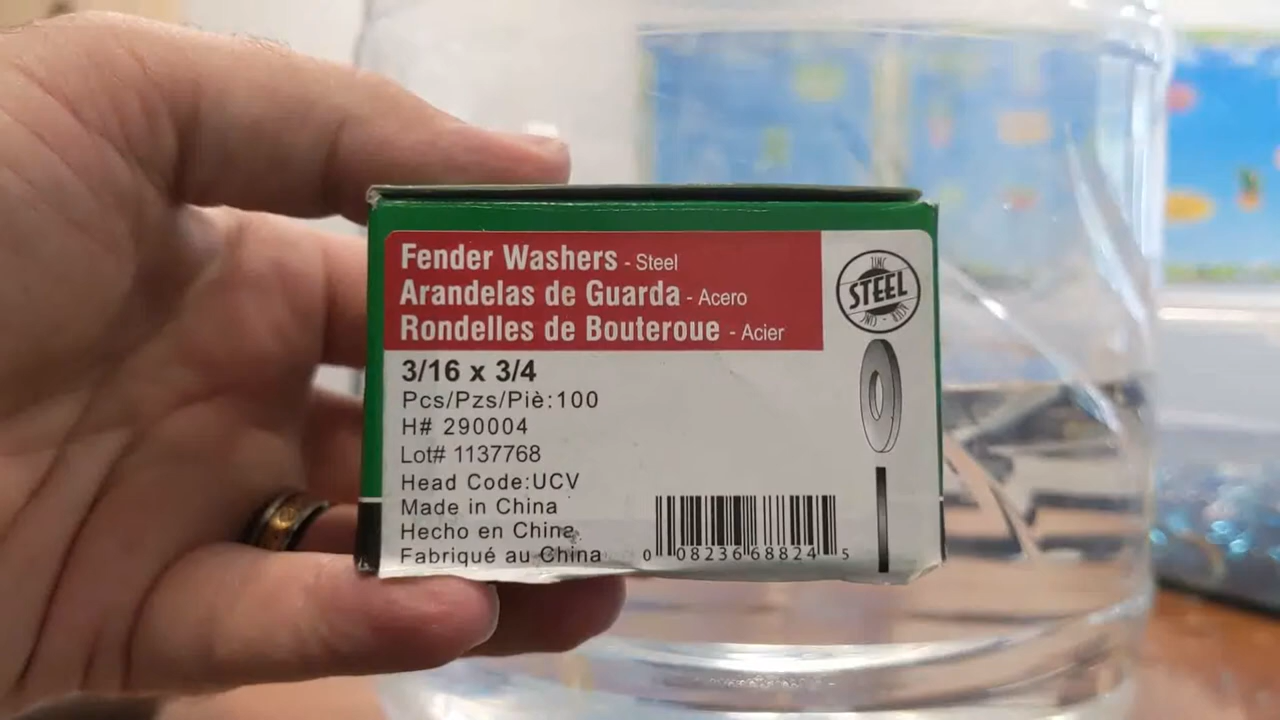 Fender Washers - Steel
Arandelas de Guarda - Acero
Rondelles de Bouteroue - Acier
ZINC
STEEL
ACIER - CINC
3/16 x 3/4
Pcs/Pzs/Piè:100
H# 290004
Lot# 1137768
Head Code:UCV
Made in China
Hecho en China
Fabriqué au China
0 08236 68824 5